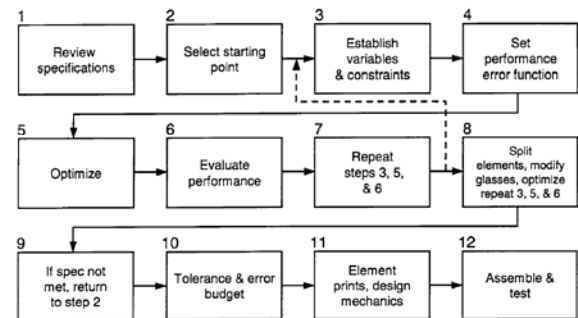 1
Review
specifications
2
Select starting
point
3
Establish
variables
& constraints
4
Set
performance
error function
5
Optimize
6
Evaluate
performance
7
Repeat
steps 3, 5,
& 6
8
Split
elements, modify
glasses, optimize
repeat 3, 5, & 6
9
If spec not
met, return
to step 2
10
Tolerance & error
budget
11
Element
prints, design
mechanics
12
Assemble &
test